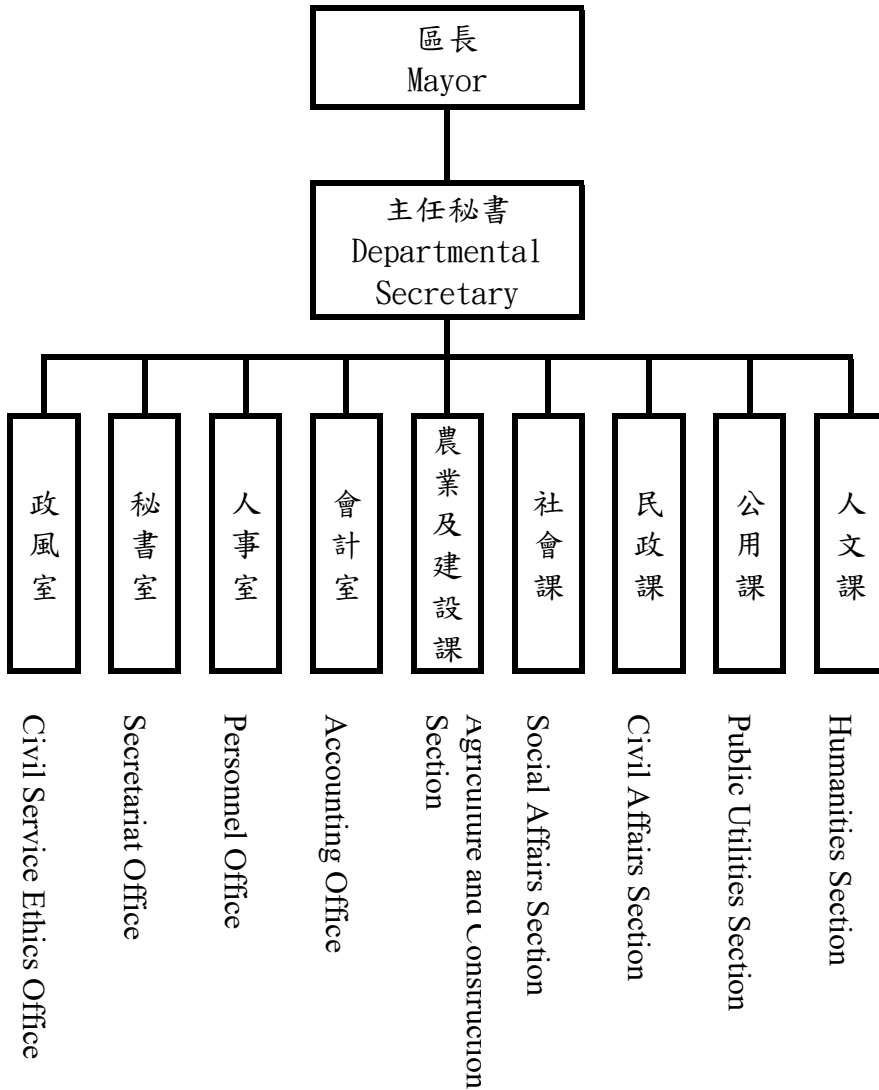 區長
Mayor
主任秘書
Departmental
Secretary
政風室
秘書室
人事室
會計室
農業及建設課
社會課
民政課
公用課
人文課
Civil Service Ethics Office
Secretariat Office
Personnel Office
Accounting Office
Agriculture and Construction
Section
Social Affairs Section
Civil Affairs Section
Public Utilities Section
Humanities Section